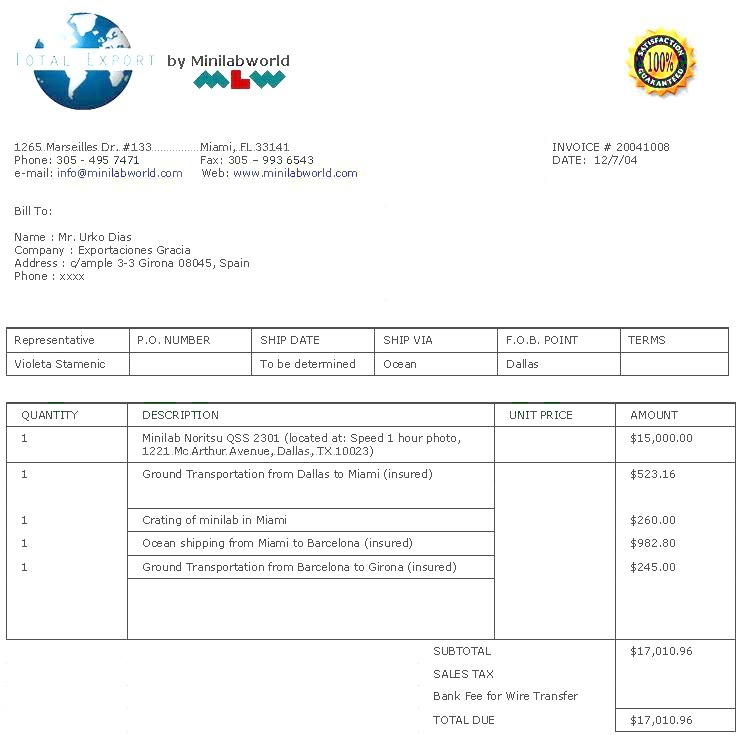 TOTAL EXPORT by Minilabworld
MLW
SATISFACTION
100%
GUARANTEED
1265 Marseilles Dr. #133..............Miami, FL 33141
Phone: 305 - 495 7471 Fax: 305 – 993 6543
e-mail: info@minilabworld.com Web: www.minilabworld.com
INVOICE # 20041008
DATE: 12/7/04
Bill To:
Name : Mr. Urko Dias
Company : Exportaciones Gracia
Address : c/ample 3-3 Girona 08045, Spain
Phone : xxxx
Representative P.O. NUMBER SHIP DATE SHIP VIA F.O.B. POINT TERMS
Violeta Stamenic To be determined Ocean Dallas
QUANTITY DESCRIPTION UNIT PRICE AMOUNT
1 Minilab Noritsu QSS 2301 (located at: Speed 1 hour photo, $15,000.00
1221 Mc.Arthur Avenue, Dallas, TX 10023)
1 Ground Transportation from Dallas to Miami (insured) $523.16
1 Crating of minilab in Miami $260.00
1 Ocean shipping from Miami to Barcelona (insured) $982.80
1 Ground Transportation from Barcelona to Girona (insured) $245.00
SUBTOTAL $17,010.96
SALES TAX
Bank Fee for Wire Transfer
TOTAL DUE $17,010.96